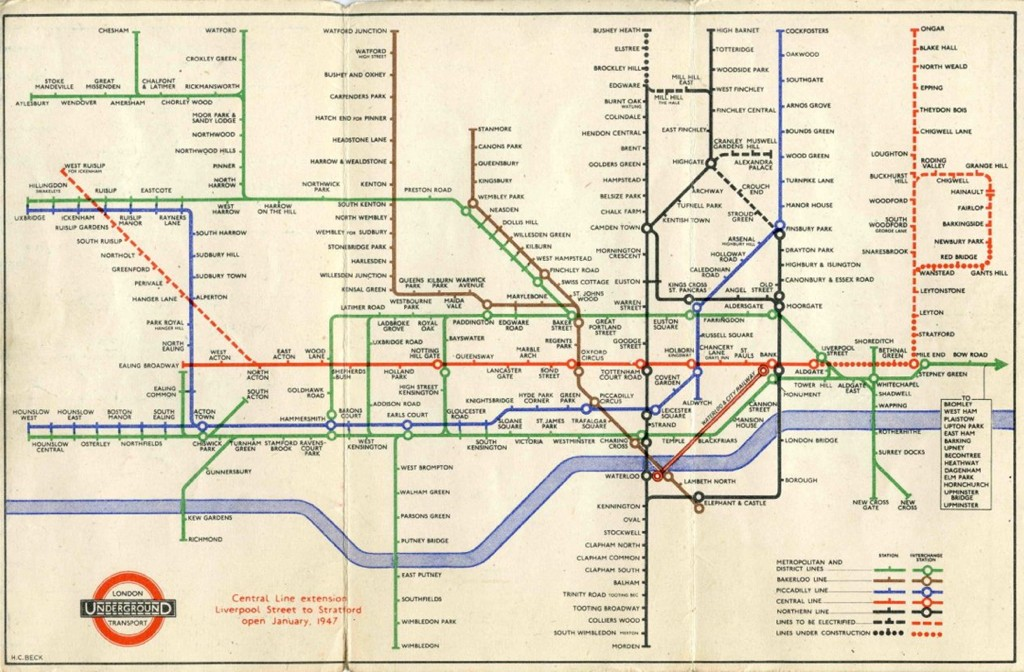 CHESHAM
WATFORD
CROXLEY GREEN
STOKE MANDEVILLE
GREAT MISSENDEN
CHALFONT & LATIMER
RICKMANSWORTH
AYLESBURY
WENDOVER
AMERSHAM
CHORLEY WOOD
MOOR PARK & SANDY LODGE
NORTHWOOD
NORTHWOOD HILLS
PINNER
NORTH HARROW
WEST RUISLIP
FOR ICKENHAM
HILLINGDON
SWAKELEYS
RUISLIP
EASTCOTE
UXBRIDGE
ICKENHAM
RUISLIP MANOR
RAYNERS LANE
WEST HARROW
HARROW ON THE HILL
NORTHWICK PARK
PRESTON ROAD
RUISLIP GARDENS
SOUTH RUISLIP
NORTHOLT
GREENFORD
PERIVALE
HANGER LANE
SOUTH HARROW
SUDBURY HILL
SUDBURY TOWN
ALPERTON
PARK ROYAL
HANGER HILL
NORTH EALING
WATFORD JUNCTION
WATFORD
HIGH STREET
BUSHEY AND OXHEY
CARPENDERS PARK
HATCH END FOR PINNER
HEADSTONE LANE
HARROW & WEALDSTONE
KENTON
SOUTH KENTON
NORTH WEMBLEY
WEMBLEY FOR SUDBURY
STONEBRIDGE PARK
HARLESDEN
WILLESDEN JUNCTION
KENSAL GREEN
QUEENS PARK
KILBURN PARK
WARWICK AVENUE
MAIDA VALE
STANMORE
CANONS PARK
QUEENSBURY
KINGSBURY
WEMBLEY PARK
NEASDEN
DOLLIS HILL
WILLESDEN GREEN
KILBURN
WEST HAMPSTEAD
FINCHLEY ROAD
SWISS COTTAGE
ST. JOHNS WOOD
MARYLEBONE
BUSHEY HEATH
ELSTREE
BROCKLEY HILL
EDGWARE
BURNT OAK
WATLING
COLINDALE
HENDON CENTRAL
BRENT
GOLDERS GREEN
HAMPSTEAD
BELSIZE PARK
CHALK FARM
CAMDEN TOWN
MORNINGTON CRESCENT
WARREN STREET
HIGH BARNET
TOTTERIDGE
WOODSIDE PARK
MILL HILL EAST
MILL HILL
THE HALE
WEST FINCHLEY
FINCHLEY CENTRAL
EAST FINCHLEY
CRANLEY GARDENS
MUSWELL HILL
ALEXANDRA PALACE
HIGHGATE
ARCHWAY
TUFNELL PARK
KENTISH TOWN
CROUCH END
STROUD GREEN
COCKFOSTERS
OAKWOOD
SOUTHGATE
ARNOS GROVE
BOUNDS GREEN
WOOD GREEN
TURNPIKE LANE
MANOR HOUSE
FINSBURY PARK
ARSENAL
HIGHBURY HILL
HOLLOWAY ROAD
CALEDONIAN ROAD
DRAYTON PARK
HIGHBURY & ISLINGTON
CANONBURY & ESSEX ROAD
KINGS CROSS ST. PANCRAS
ANGEL
OLD STREET
MOORGATE
ONGAR
BLAKE HALL
NORTH WEALD
EPPING
THEYDON BOIS
CHIGWELL LANE
LOUGHTON
BUCKHURST HILL
RODING VALLEY
GRANGE HILL
CHIGWELL
HAINAULT
FAIRLOP
BARKINGSIDE
NEWBURY PARK
RED BRIDGE
GANTS HILL
WOODFORD
SOUTH WOODFORD
GEORGE LANE
SNARESBROOK
WANSTEAD
LEYTONSTONE
LEYTON
STRATFORD
LATIMER ROAD
WESTBOURNE PARK
LADBROKE GROVE
ROYAL OAK
PADDINGTON
EDGWARE ROAD
BAKER STREET
GREAT PORTLAND STREET
EUSTON SQUARE
FARRINGDON
ALDERSGATE
UXBRIDGE ROAD
BAYSWATER
REGENTS PARK
GOODGE STREET
RUSSELL SQUARE
EALING BROADWAY
WEST ACTON
NORTH ACTON
EAST ACTON
WOOD LANE
SHEPHERDS BUSH
HOLLAND PARK
NOTTING HILL GATE
QUEENSWAY
LANCASTER GATE
MARBLE ARCH
BOND STREET
OXFORD CIRCUS
TOTTENHAM COURT ROAD
HOLBORN
KINGSWAY
CHANCERY LANE
GRAYS INN
ST. PAULS
BANK
LIVERPOOL STREET
SHOREDITCH
BETHNAL GREEN
MILE END
BOW ROAD
STEPNEY GREEN
EALING COMMON
SOUTH ACTON
GOLDHAWK ROAD
ADDISON ROAD
HIGH STREET KENSINGTON
KNIGHTSBRIDGE
HYDE PARK CORNER
GREEN PARK
PICCADILLY CIRCUS
COVENT GARDEN
LEICESTER SQUARE
ALDWYCH
WATERLOO & CITY RAILWAY
CANNON STREET
MONUMENT
TOWER HILL
ALDGATE
ALDGATE EAST
WHITECHAPEL
SHADWELL
WAPPING
ROTHERHITHE
SURREY DOCKS
NEW CROSS GATE
NEW CROSS
HOUNSLOW WEST
HOUNSLOW EAST
BOSTON MANOR
SOUTH EALING
ACTON TOWN
HAMMERSMITH
BARONS COURT
EARLS COURT
GLOUCESTER ROAD
SLOANE SQUARE
ST. JAMES PARK
TRAFALGAR SQUARE
STRAND
MANSION HOUSE
HOUNSLOW CENTRAL
OSTERLEY
NORTHFIELDS
CHISWICK PARK
TURNHAM GREEN
STAMFORD BROOK
RAVENSCOURT PARK
WEST KENSINGTON
SOUTH KENSINGTON
VICTORIA
WESTMINSTER
CHARING CROSS
TEMPLE
BLACKFRIARS
LONDON BRIDGE
GUNNERSBURY
KEW GARDENS
RICHMOND
WEST BROMPTON
WALHAM GREEN
PARSONS GREEN
PUTNEY BRIDGE
EAST PUTNEY
SOUTHFIELDS
WIMBLEDON PARK
WIMBLEDON
WATERLOO
LAMBETH NORTH
ELEPHANT & CASTLE
BOROUGH
KENNINGTON
OVAL
STOCKWELL
CLAPHAM NORTH
CLAPHAM COMMON
CLAPHAM SOUTH
BALHAM
TRINITY ROAD TOOTING BEC
TOOTING BROADWAY
COLLIERS WOOD
SOUTH WIMBLEDON MERTON
MORDEN
TO
BROMLEY
WEST HAM
PLAISTOW
UPTON PARK
EAST HAM
BARKING
UPNEY
BECONTREE
HEATHWAY
DAGENHAM
ELM PARK
HORNCHURCH
UPMINSTER BRIDGE
UPMINSTER
STATION
INTERCHANGE STATION
METROPOLITAN AND DISTRICT LINES
BAKERLOO LINE
PICCADILLY LINE
CENTRAL LINE
NORTHERN LINE
LINES TO BE ELECTRIFIED
LINES UNDER CONSTRUCTION
LONDON
UNDERGROUND
TRANSPORT
Central Line extension
Liverpool Street to Stratford
open January, 1947
H.C. BECK